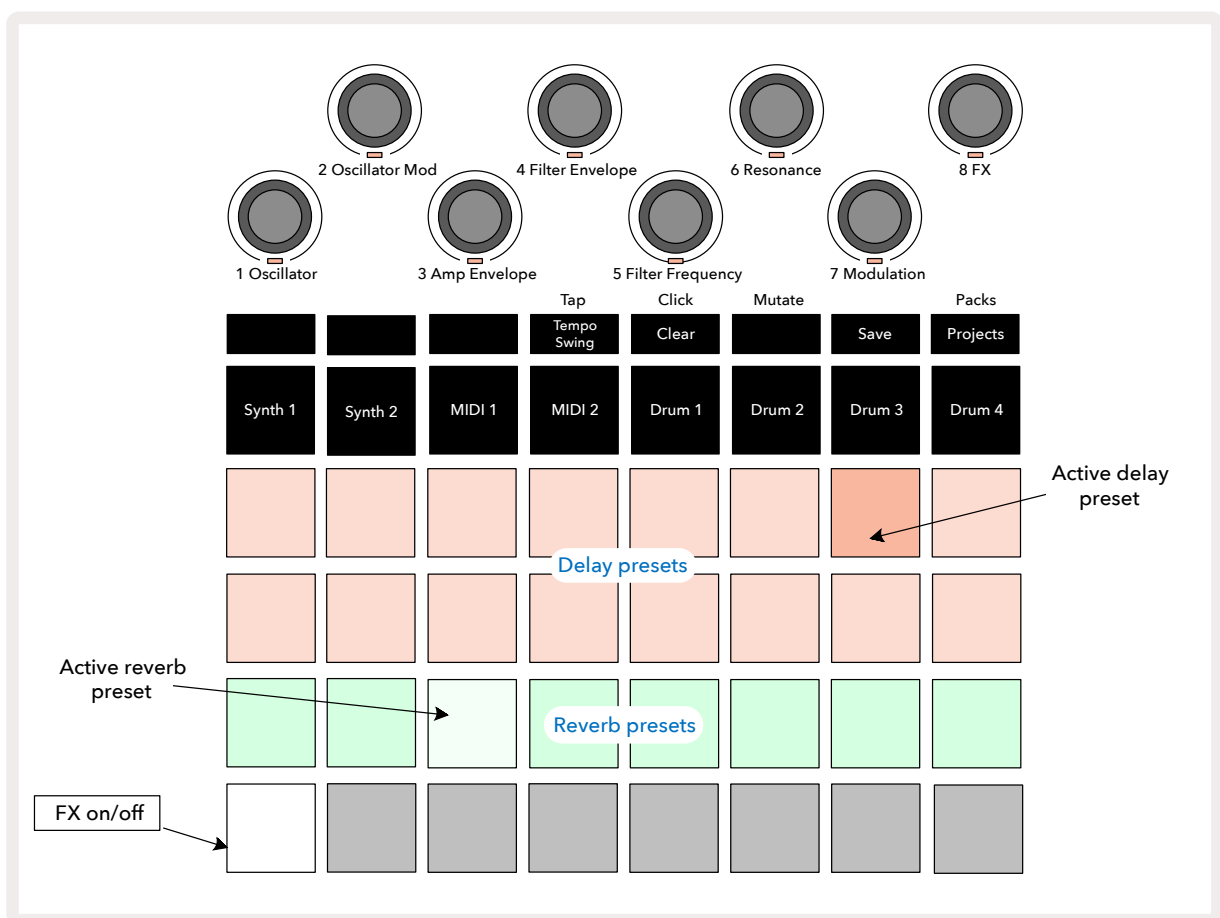 2 Oscillator Mod
4 Filter Envelope
6 Resonance
8 FX
1 Oscillator
3 Amp Envelope
5 Filter Frequency
7 Modulation
Tap
Click
Mutate
Packs
Tempo
Swing
Clear
Save
Projects
Synth 1
Synth 2
MIDI 1
MIDI 2
Drum 1
Drum 2
Drum 3
Drum 4
Active delay
preset
Delay presets
Active reverb
preset
Reverb presets
FX on/off